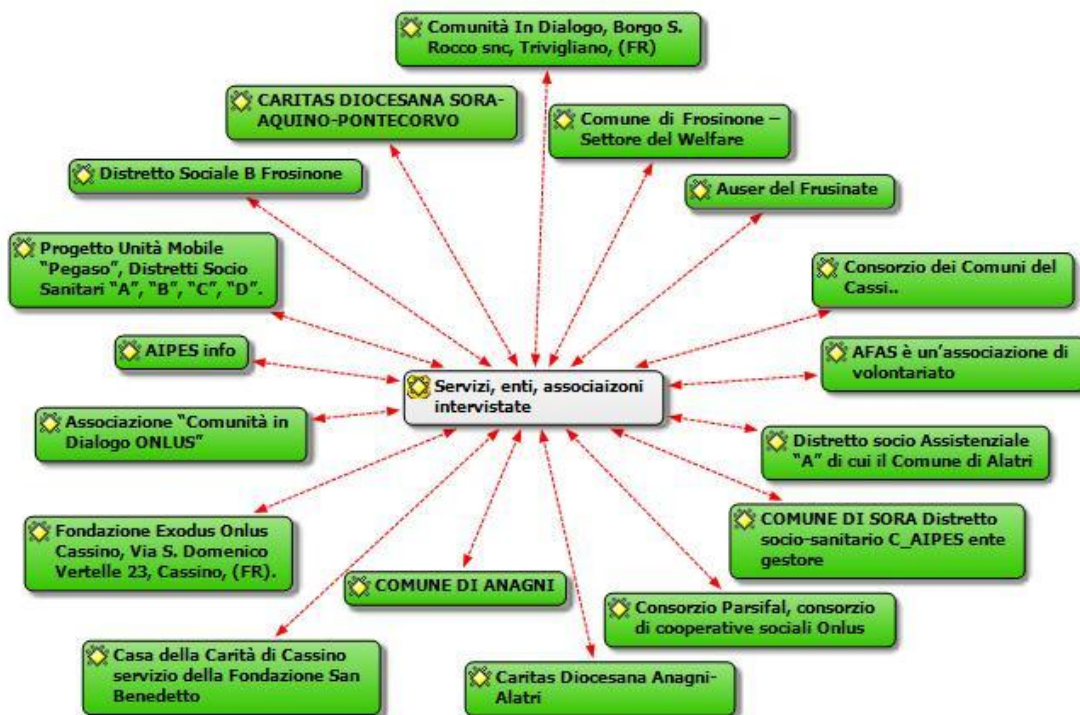 Comunità In Dialogo, Borgo S.
Rocco snc, Trivigliano, (FR)
CARITAS DIOCESANA SORA-
AQUINO-PONTECORVO
Comune di Frosinone –
Settore del Welfare
Distretto Sociale B Frosinone
Auser del Frusinate
Progetto Unità Mobile
“Pegaso”, Distretti Socio
Sanitari “A”, “B”, “C”, “D”.
Consorzio dei Comuni del
Cassi..
AIPES info
AFAS è un’associazione di
volontariato
Servizi, enti, associaizoni
intervistate
Associazione “Comunità in
Dialogo ONLUS”
Distretto socio Assistenziale
“A” di cui il Comune di Alatri
Fondazione Exodus Onlus
Cassino, Via S. Domenico
Vertelle 23, Cassino, (FR).
COMUNE DI SORA Distretto
socio-sanitario C_AIPES ente
gestore
COMUNE DI ANAGNI
Consorzio Parsifal, consorzio
di cooperative sociali Onlus
Casa della Carità di Cassino
servizio della Fondazione San
Benedetto
Caritas Diocesana Anagni-
Alatri